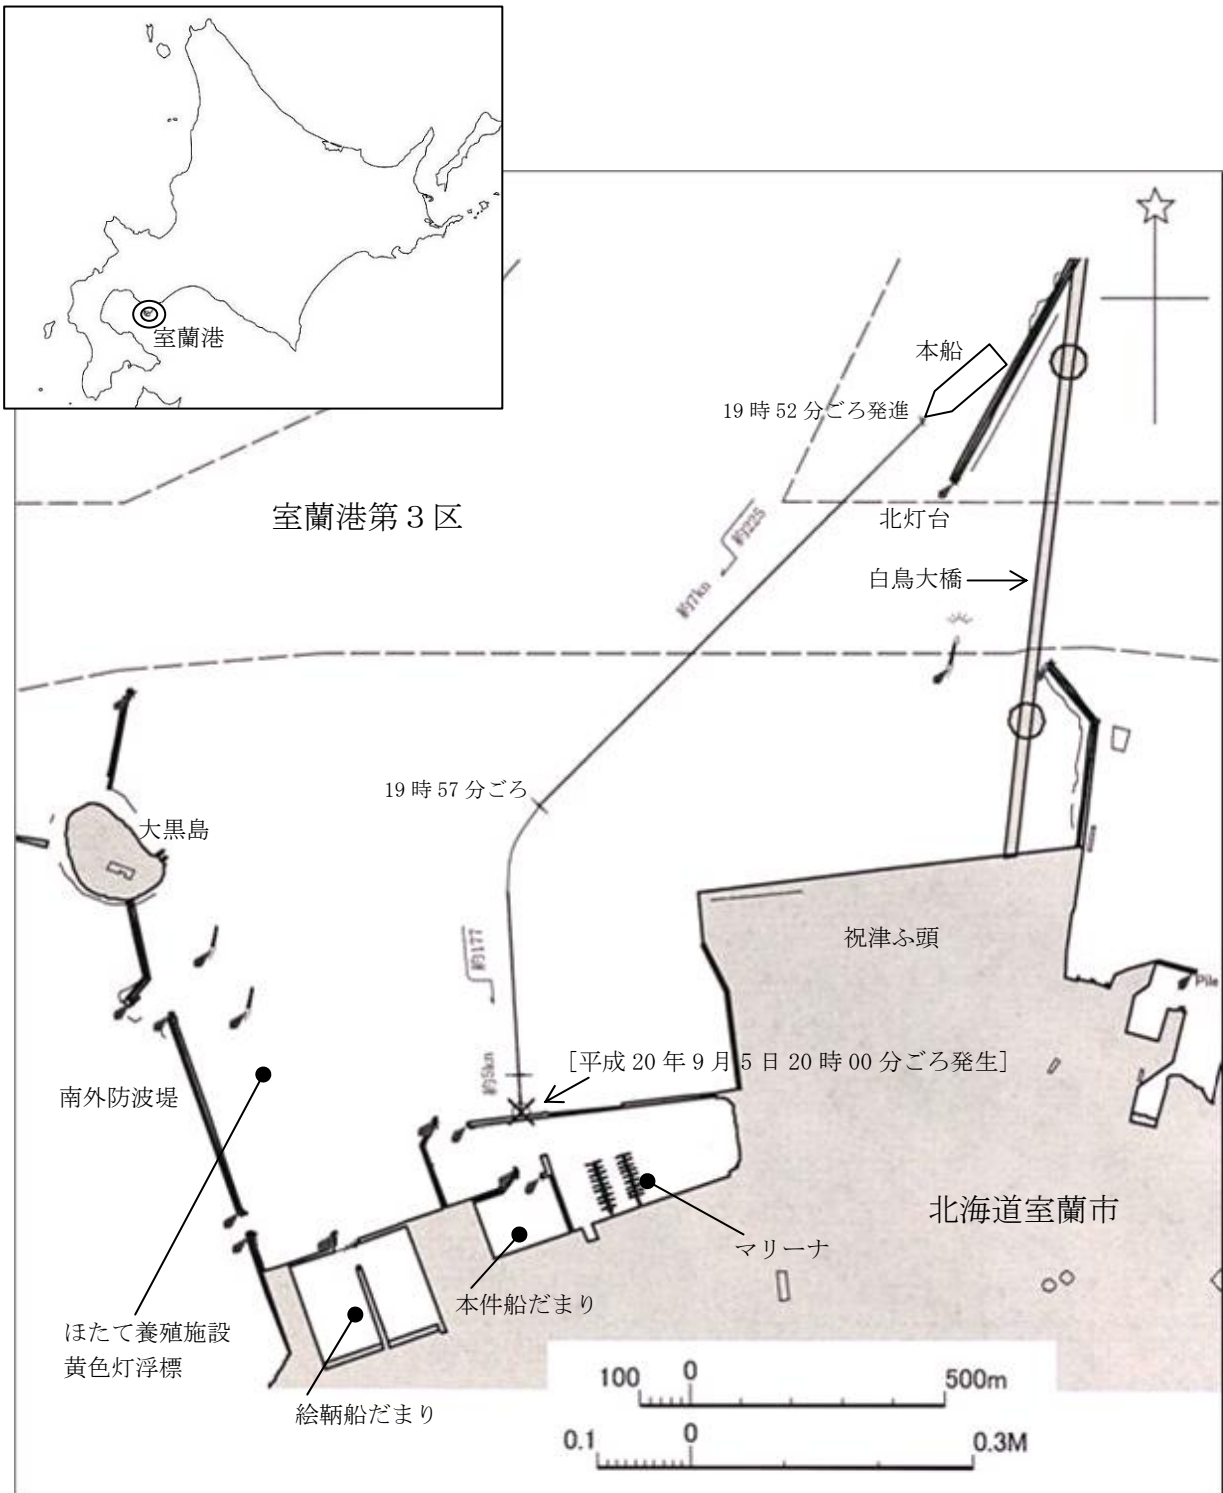 室蘭港
本船
19時52分ごろ発進
室蘭港第３区
北灯台
約225
約7kn
白鳥大橋
19時57分ごろ
大黒島
祝津ふ頭
約177
Pile
[平成20年9月5日20時00分ごろ発生]
約5kn
南外防波堤
北海道室蘭市
マリーナ
本件船だまり
ほたて養殖施設
黄色灯浮標
絵鞆船だまり
100 0 500m
0.1 0 0.3M